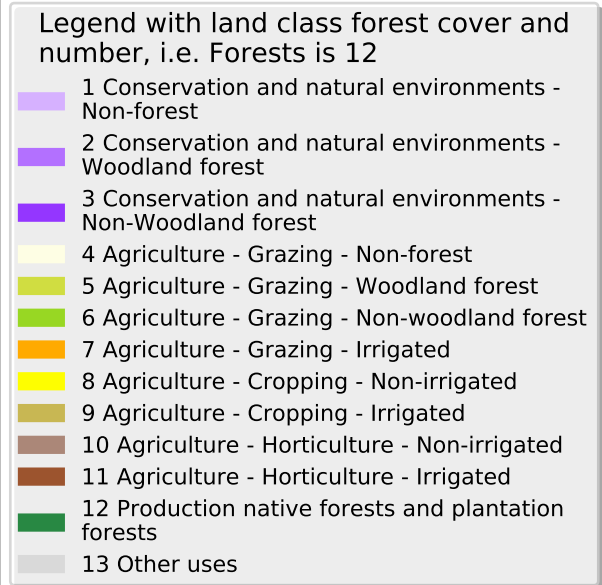 Legend with land class forest cover and
number, i.e. Forests is 12
1 Conservation and natural environments -
Non-forest
2 Conservation and natural environments -
Woodland forest
3 Conservation and natural environments -
Non-Woodland forest
4 Agriculture - Grazing - Non-forest
5 Agriculture - Grazing - Woodland forest
6 Agriculture - Grazing - Non-woodland forest
7 Agriculture - Grazing - Irrigated
8 Agriculture - Cropping - Non-irrigated
9 Agriculture - Cropping - Irrigated
10 Agriculture - Horticulture - Non-irrigated
11 Agriculture - Horticulture - Irrigated
12 Production native forests and plantation
forests
13 Other uses